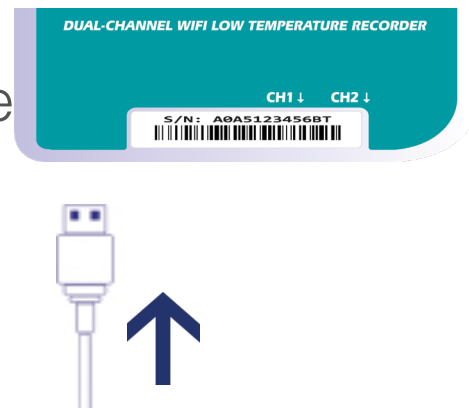 DUAL-CHANNEL WIFI LOW TEMPERATURE RECORDER
e
CH1↓ CH2↓
S/N: A0A5123456BT